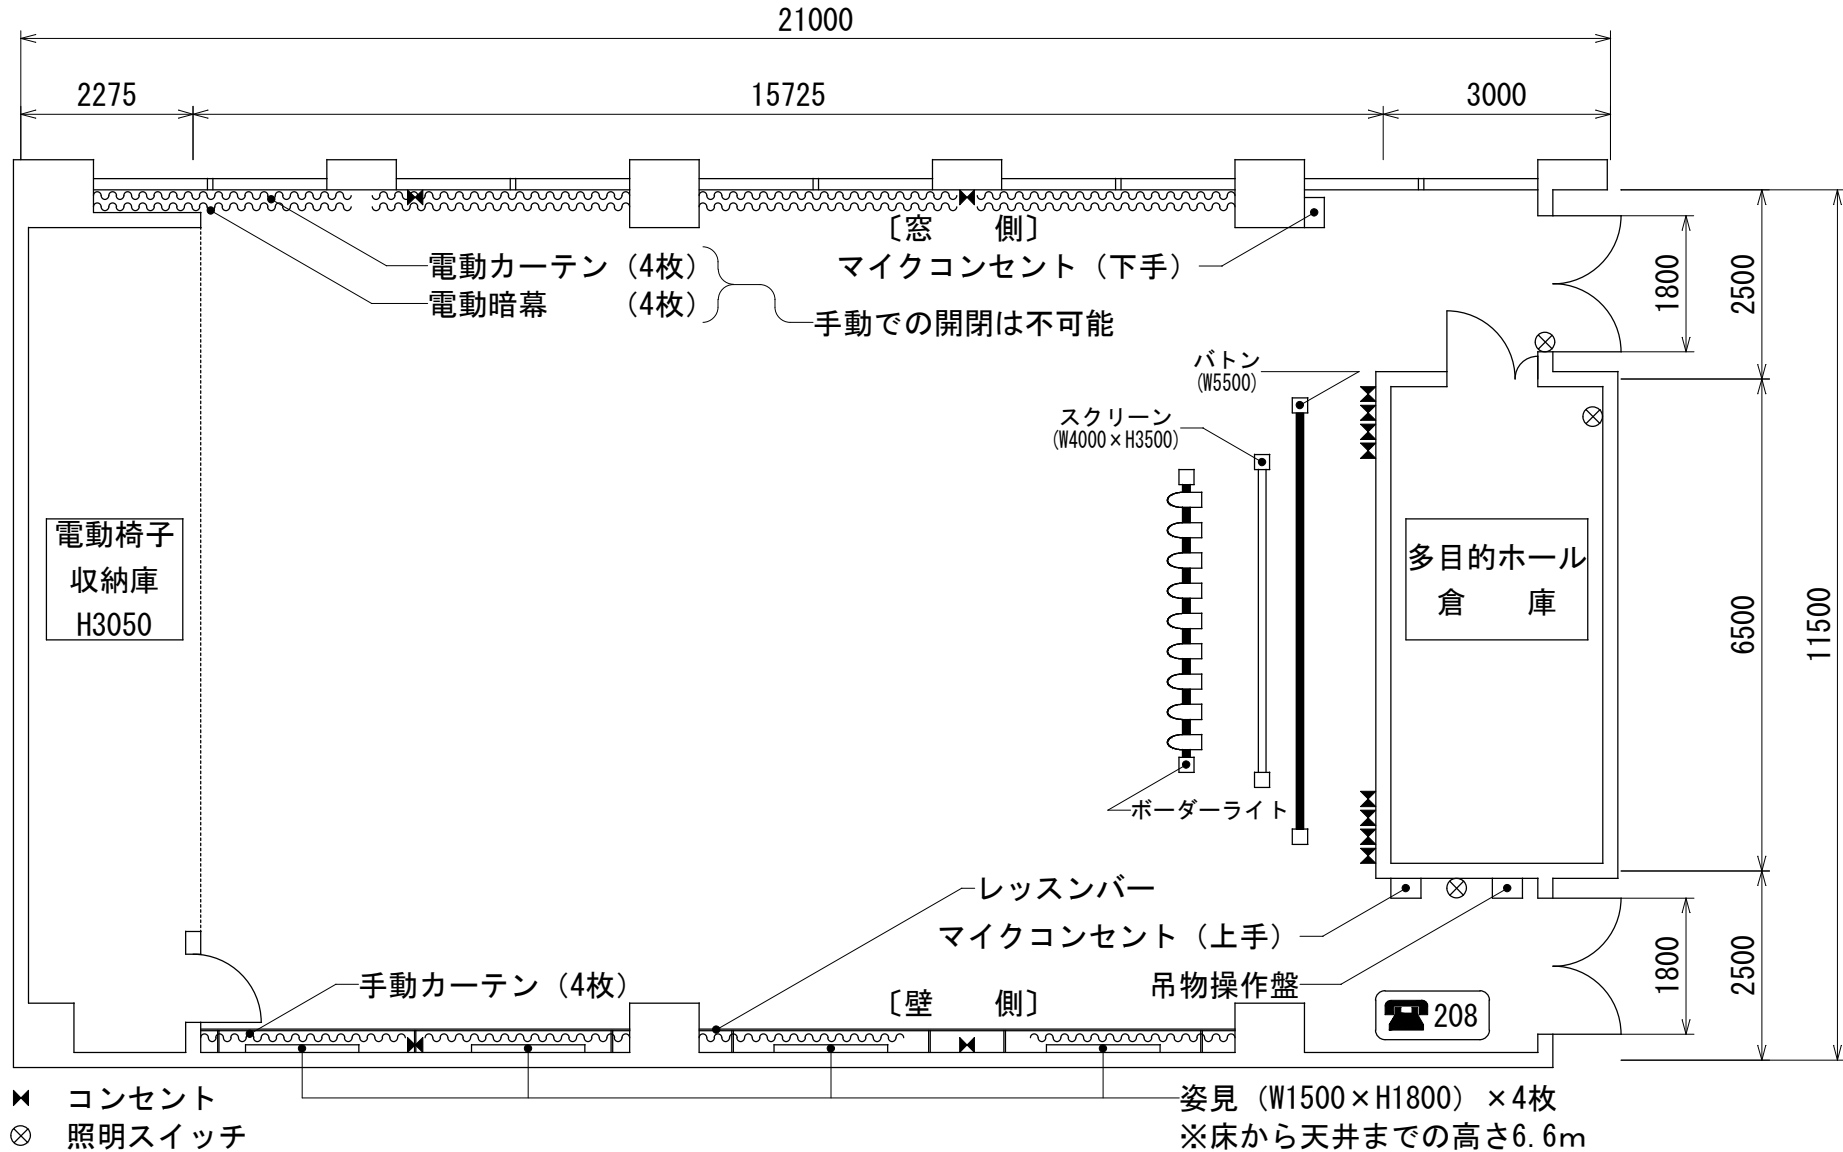 21000
2275
15725
3000
〔窓　側〕
電動カーテン（4枚）
マイクコンセント（下手）
電動暗幕　（4枚）
手動での開閉は不可能
1800
2500
バトン
(W5500)
スクリーン
(W4000×H3500)
電動椅子
収納庫
H3050
多目的ホール
倉　庫
6500
11500
ボーダーライト
レッスンバー
マイクコンセント（上手）
手動カーテン（4枚）
〔壁　側〕
吊物操作盤
208
1800
2500
コンセント
姿見（W1500×H1800）×4枚
照明スイッチ
※床から天井までの高さ6.6m